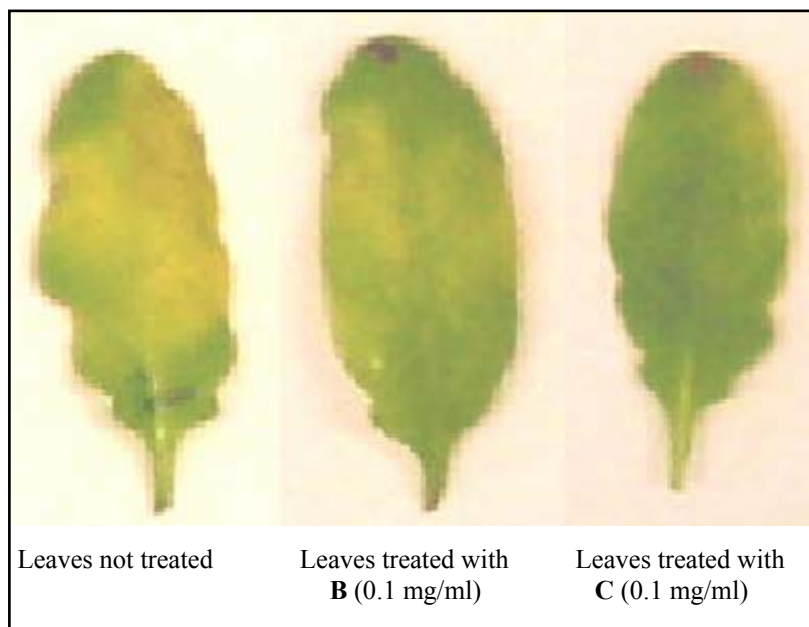 Leaves not treated
Leaves treated with
B (0.1 mg/ml)
Leaves treated with
C (0.1 mg/ml)